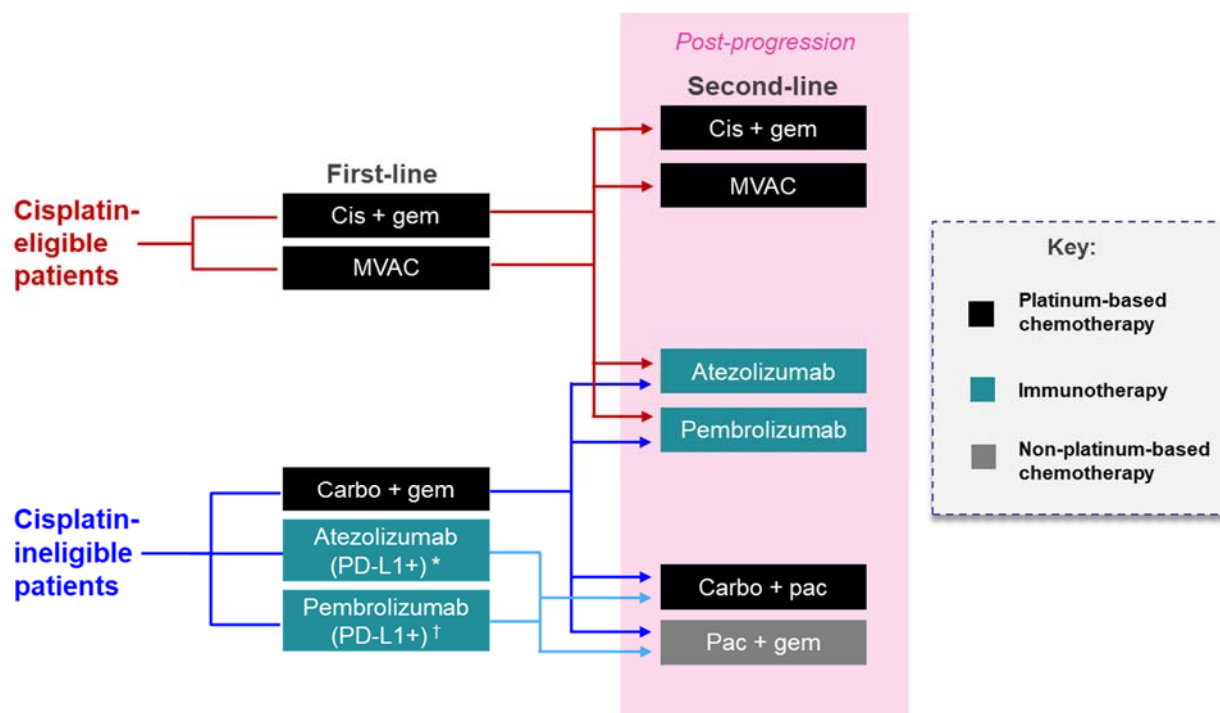 Post-progression
Second-line
Cis + gem
MVAC
Atezolizumab
Pembrolizumab
Carbo + pac
Pac + gem
First-line
Cis + gem
MVAC
Carbo + gem
Atezolizumab
(PD-L1+) *
Pembrolizumab
(PD-L1+) †
Cisplatin-
eligible
patients
Cisplatin-
ineligible
patients
Key:
Platinum-based
chemotherapy
Immunotherapy
Non-platinum-based
chemotherapy